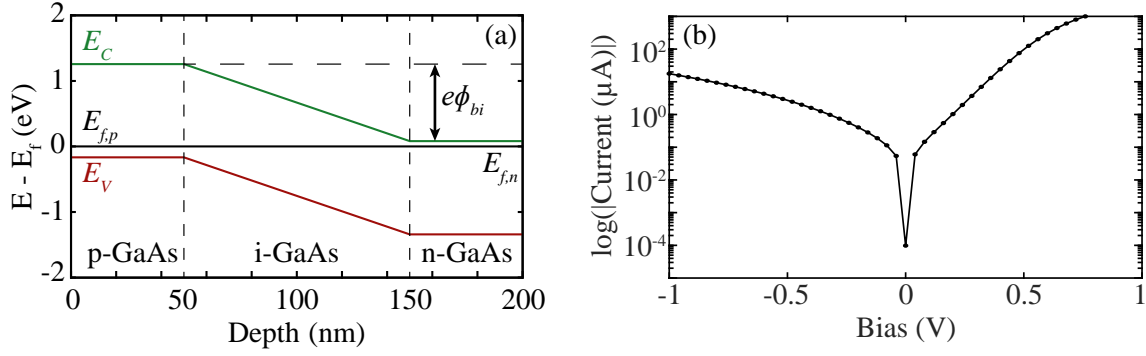 (a)
2
1
0
-1
-2
E - E_f (eV)
E_C
eϕ_bi
E_f,p
E_f,n
E_V
p-GaAs
i-GaAs
n-GaAs
0
50
100
150
200
Depth (nm)
(b)
10^2
10^0
10^-2
10^-4
log(|Current (µA)|)
-1
-0.5
0
0.5
1
Bias (V)